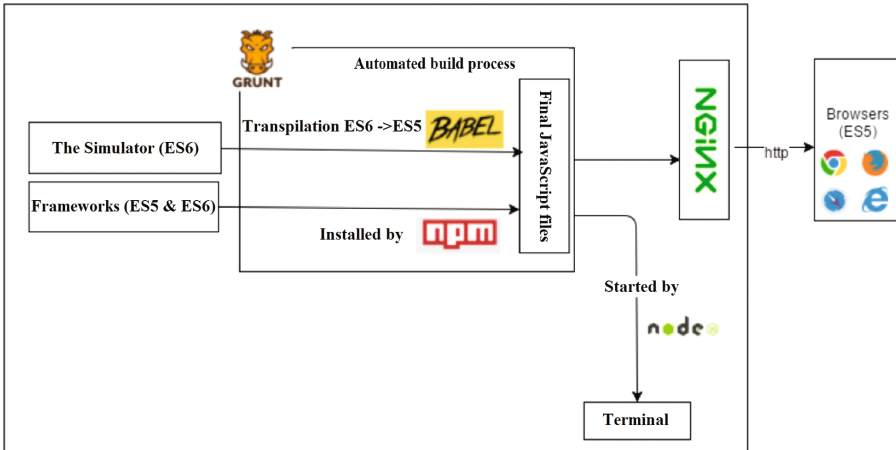 GRUNT
Automated build process
Transpilation ES6 ->ES5
BABEL
The Simulator (ES6)
Frameworks (ES5 & ES6)
Installed by
npm
Final JavaScript files
NGiNX
http
Browsers
(ES5)
Started by
node
Terminal